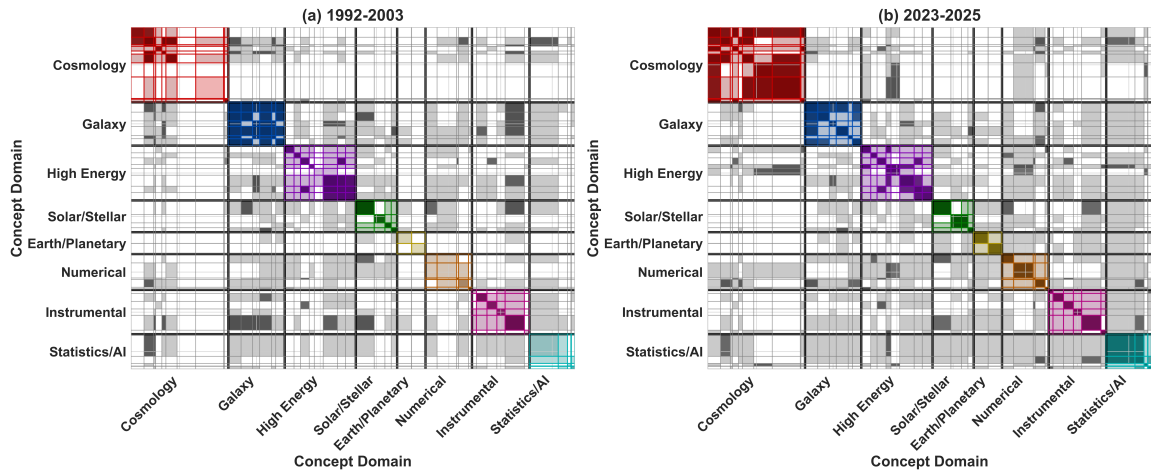 (a) 1992-2003
(b) 2023-2025
Concept Domain
Cosmology
Galaxy
High Energy
Solar/Stellar
Earth/Planetary
Numerical
Instrumental
Statistics/AI
Cosmology
Galaxy
High Energy
Solar/Stellar
Earth/Planetary
Numerical
Instrumental
Statistics/AI
Concept Domain
Concept Domain
Cosmology
Galaxy
High Energy
Solar/Stellar
Earth/Planetary
Numerical
Instrumental
Statistics/AI
Cosmology
Galaxy
High Energy
Solar/Stellar
Earth/Planetary
Numerical
Instrumental
Statistics/AI
Concept Domain